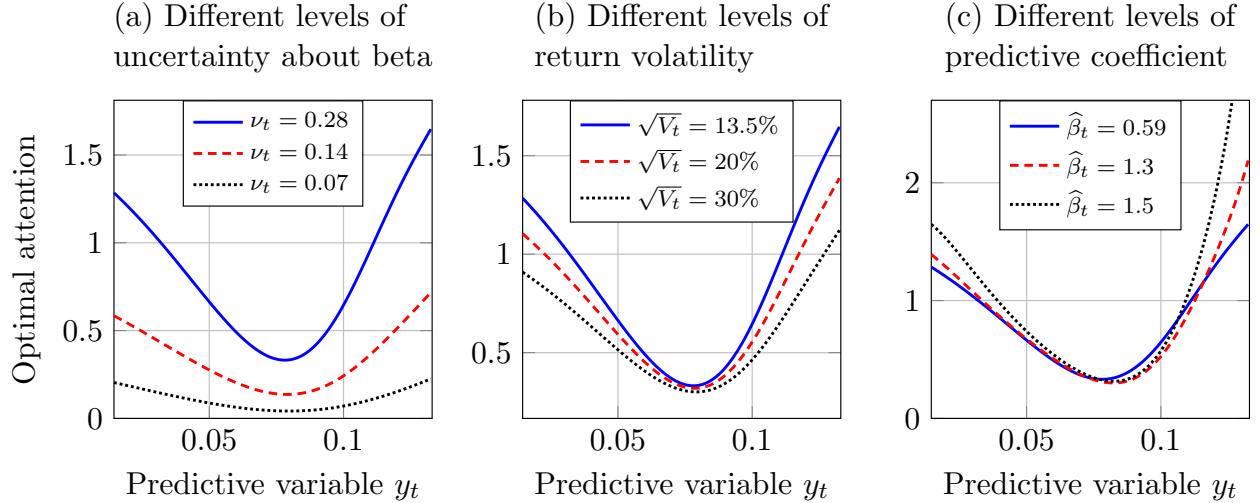 (a) Different levels of
uncertainty about beta
(b) Different levels of
return volatility
(c) Different levels of
predictive coefficient
Optimal attention
ν_t = 0.28
ν_t = 0.14
ν_t = 0.07
1.5
1
0.5
0
0.05
0.1
Predictive variable y_t
√V_t = 13.5%
√V_t = 20%
√V_t = 30%
1.5
1
0.5
0.05
0.1
Predictive variable y_t
β̂_t = 0.59
β̂_t = 1.3
β̂_t = 1.5
2
1
0
0.05
0.1
Predictive variable y_t